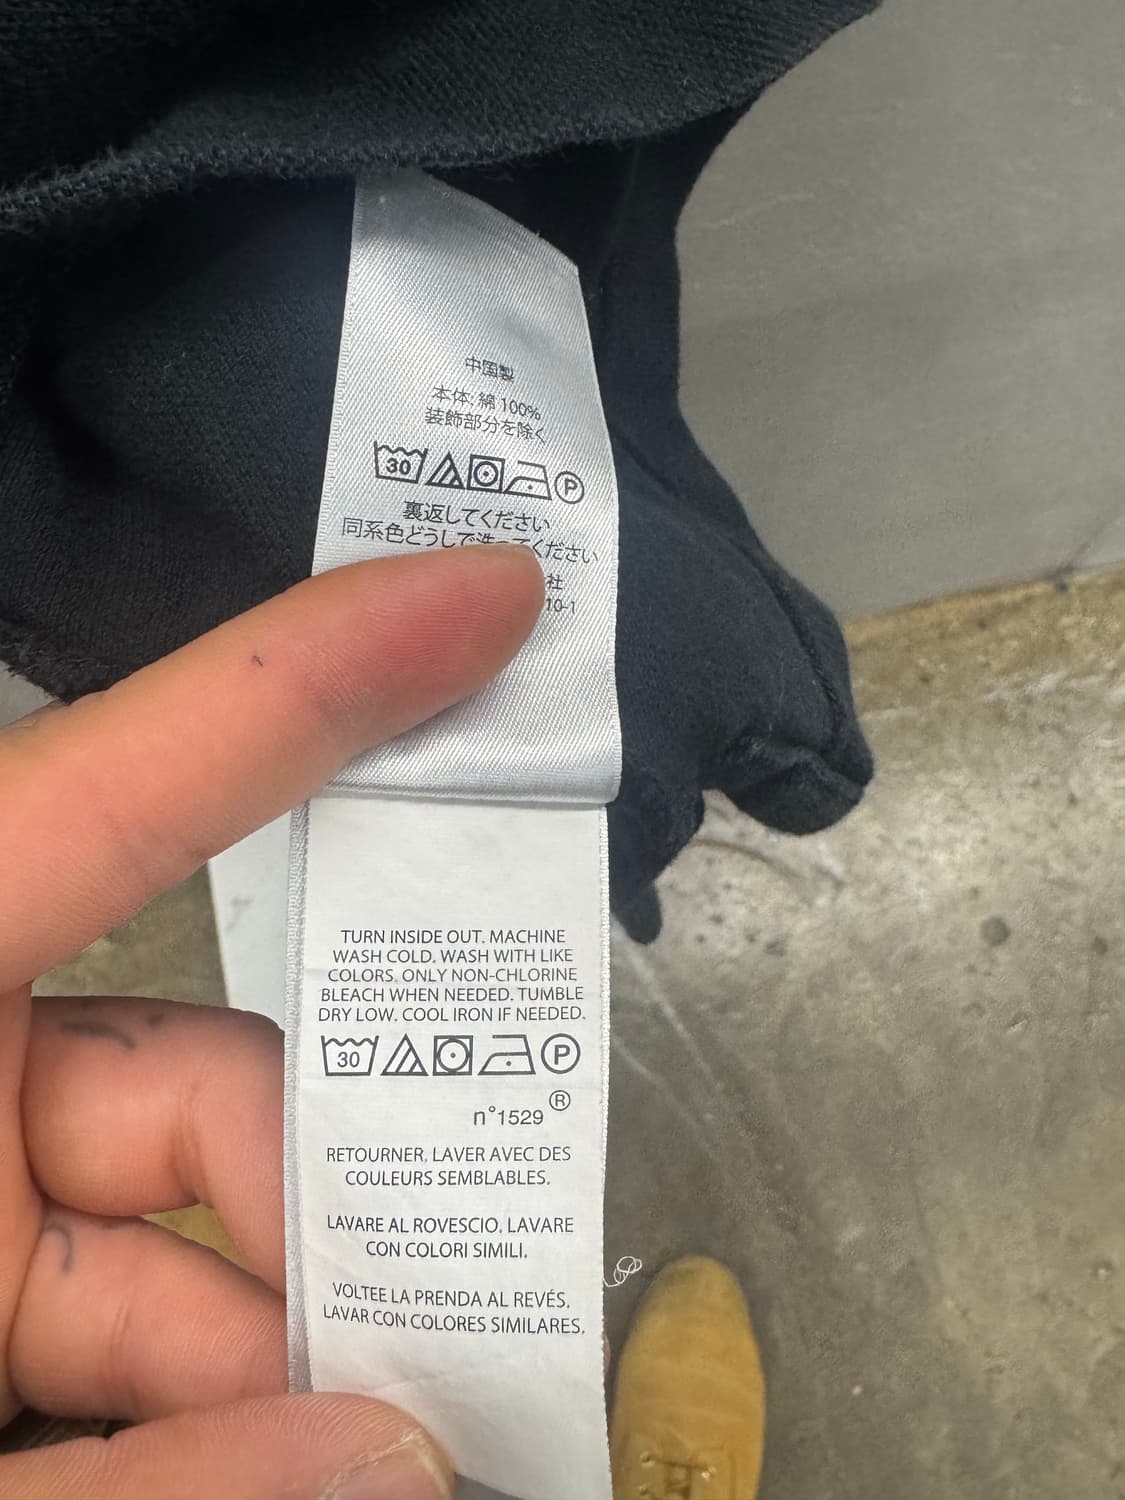 中国製
本体: 綿 100%
装飾部分を除く
30 P
裏返してください
同系色どうしで洗ってください
社
10-1
TURN INSIDE OUT. MACHINE
WASH COLD. WASH WITH LIKE
COLORS. ONLY NON-CHLORINE
BLEACH WHEN NEEDED. TUMBLE
DRY LOW. COOL IRON IF NEEDED.
30 P
n°1529 ®
RETOURNER. LAVER AVEC DES
COULEURS SEMBLABLES.
LAVARE AL ROVESCIO. LAVARE
CON COLORI SIMILI.
VOLTEE LA PRENDA AL REVÉS.
LAVAR CON COLORES SIMILARES.